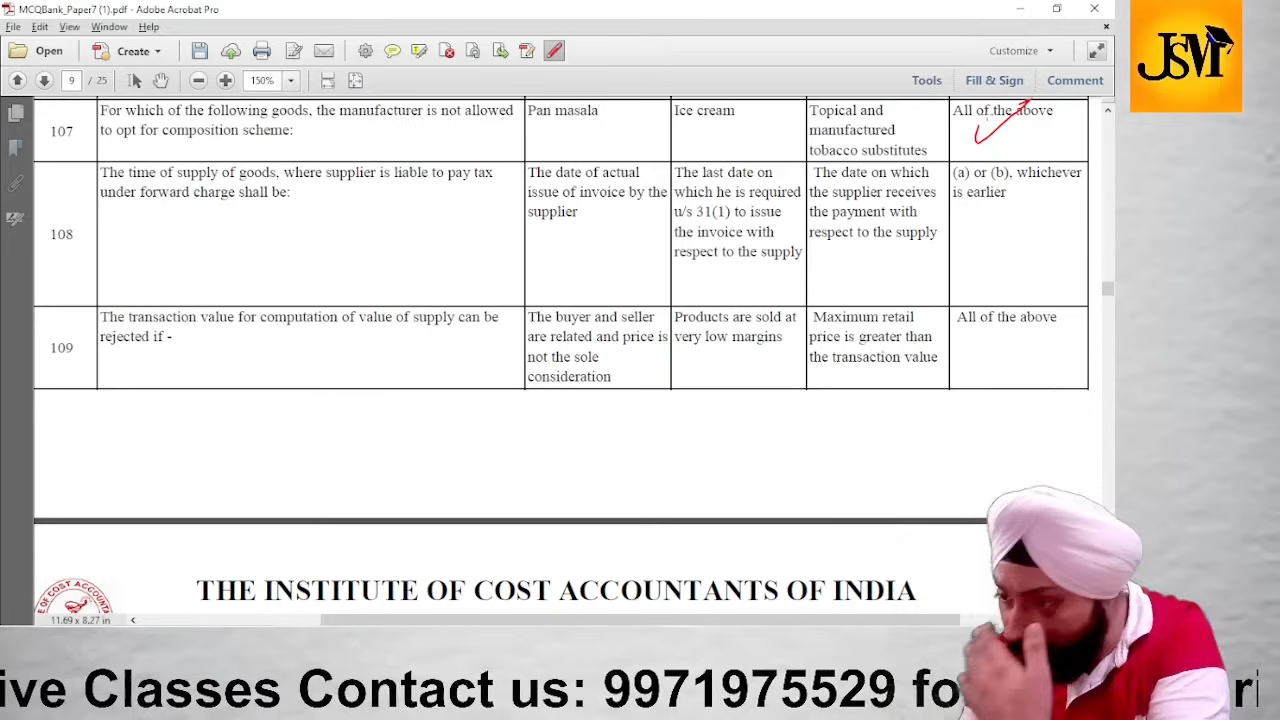 MCQBank_Paper7 (1).pdf - Adobe Acrobat Pro
File Edit View Window Help
Open Create Customize
9 / 25 150% Tools Fill & Sign Comment
JSM
107
For which of the following goods, the manufacturer is not allowed
to opt for composition scheme:
Pan masala
Ice cream
Topical and
manufactured
tobacco substitutes
All of the above
108
The time of supply of goods, where supplier is liable to pay tax
under forward charge shall be:
The date of actual
issue of invoice by the
supplier
The last date on
which he is required
u/s 31(1) to issue
the invoice with
respect to the supply
The date on which
the supplier receives
the payment with
respect to the supply
(a) or (b), whichever
is earlier
109
The transaction value for computation of value of supply can be
rejected if -
The buyer and seller
are related and price is
not the sole
consideration
Products are sold at
very low margins
Maximum retail
price is greater than
the transaction value
All of the above
THE INSTITUTE OF COST ACCOUNTANTS OF INDIA
11.69 x 8.27 in
ive Classes Contact us: 9971975529 fo